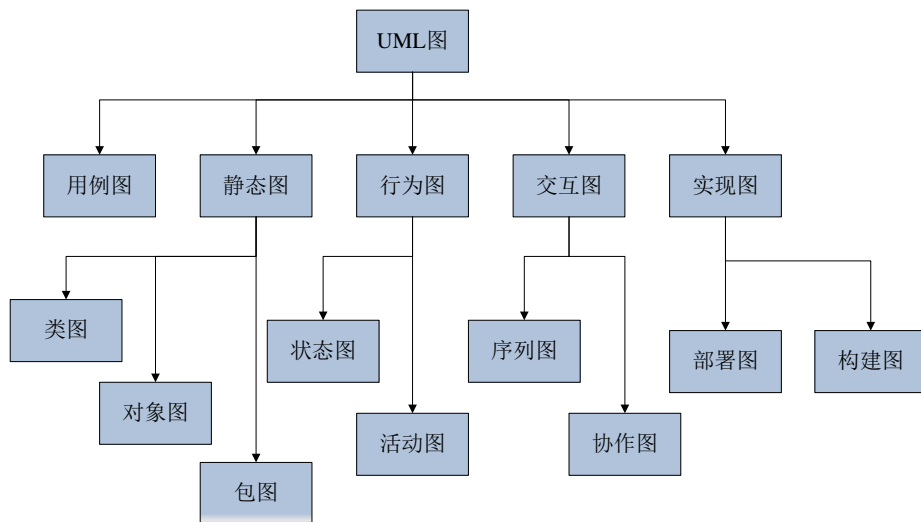 UML图
用例图
静态图
行为图
交互图
实现图
类图
状态图
序列图
部署图
构建图
对象图
活动图
协作图
包图